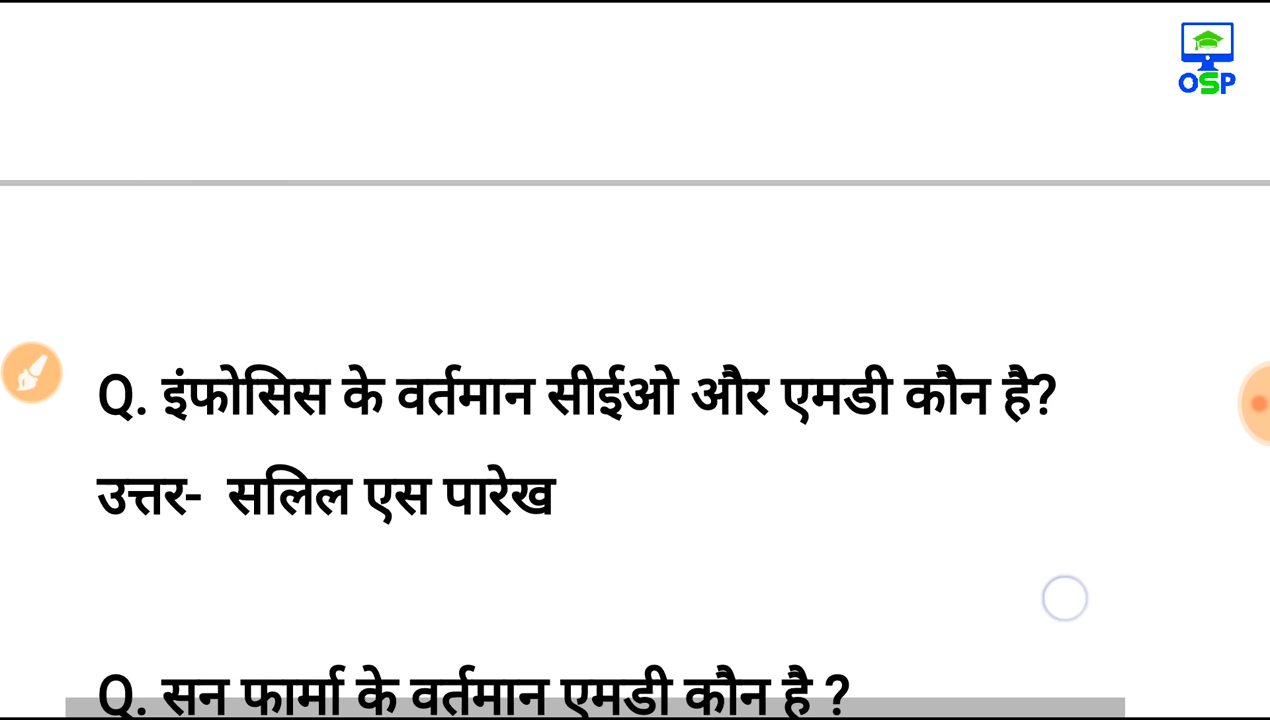 OSP
Q. इंफोसिस के वर्तमान सीईओ और एमडी कौन है?
उत्तर- सलिल एस पारेख
Q. सन फार्मा के वर्तमान एमडी कौन है ?